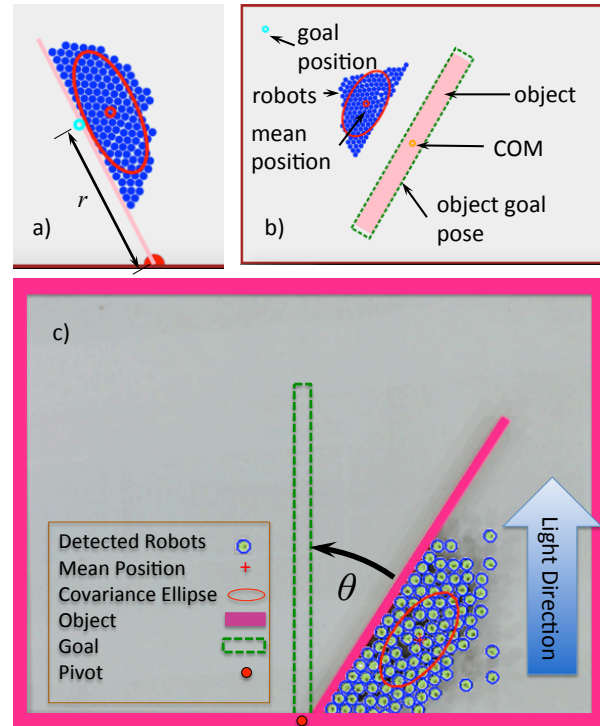 a)
r
b)
goal
position
robots
mean
position
object
COM
object goal
pose
c)
θ
Light Direction
Detected Robots
Mean Position
Covariance Ellipse
Object
Goal
Pivot